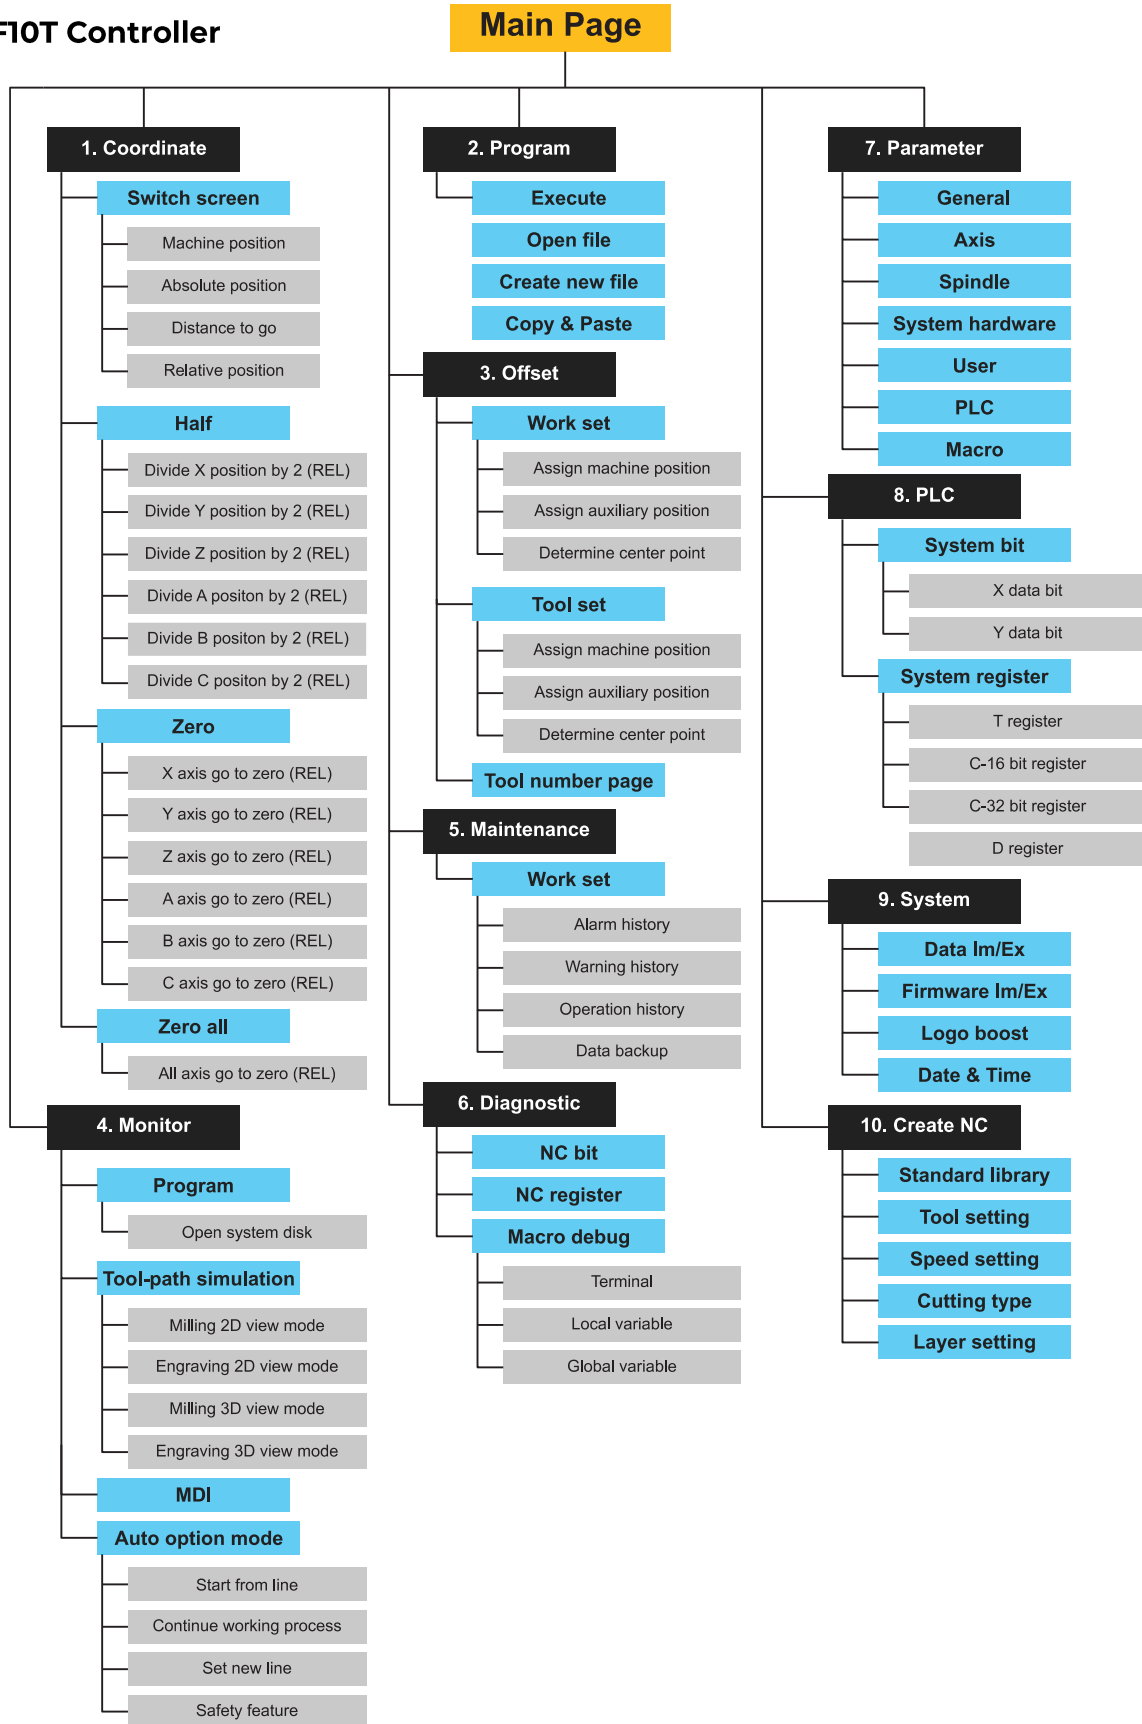 F10T Controller
Main Page
1. Coordinate
Switch screen
Machine position
Absolute position
Distance to go
Relative position
Half
Divide X position by 2 (REL)
Divide Y position by 2 (REL)
Divide Z position by 2 (REL)
Divide A positon by 2 (REL)
Divide B positon by 2 (REL)
Divide C positon by 2 (REL)
Zero
X axis go to zero (REL)
Y axis go to zero (REL)
Z axis go to zero (REL)
A axis go to zero (REL)
B axis go to zero (REL)
C axis go to zero (REL)
Zero all
All axis go to zero (REL)
4. Monitor
Program
Open system disk
Tool-path simulation
Milling 2D view mode
Engraving 2D view mode
Milling 3D view mode
Engraving 3D view mode
MDI
Auto option mode
Start from line
Continue working process
Set new line
Safety feature
2. Program
Execute
Open file
Create new file
Copy & Paste
3. Offset
Work set
Assign machine position
Assign auxiliary position
Determine center point
Tool set
Assign machine position
Assign auxiliary position
Determine center point
Tool number page
5. Maintenance
Work set
Alarm history
Warning history
Operation history
Data backup
6. Diagnostic
NC bit
NC register
Macro debug
Terminal
Local variable
Global variable
7. Parameter
General
Axis
Spindle
System hardware
User
PLC
Macro
8. PLC
System bit
X data bit
Y data bit
System register
T register
C-16 bit register
C-32 bit register
D register
9. System
Data Im/Ex
Firmware Im/Ex
Logo boost
Date & Time
10. Create NC
Standard library
Tool setting
Speed setting
Cutting type
Layer setting